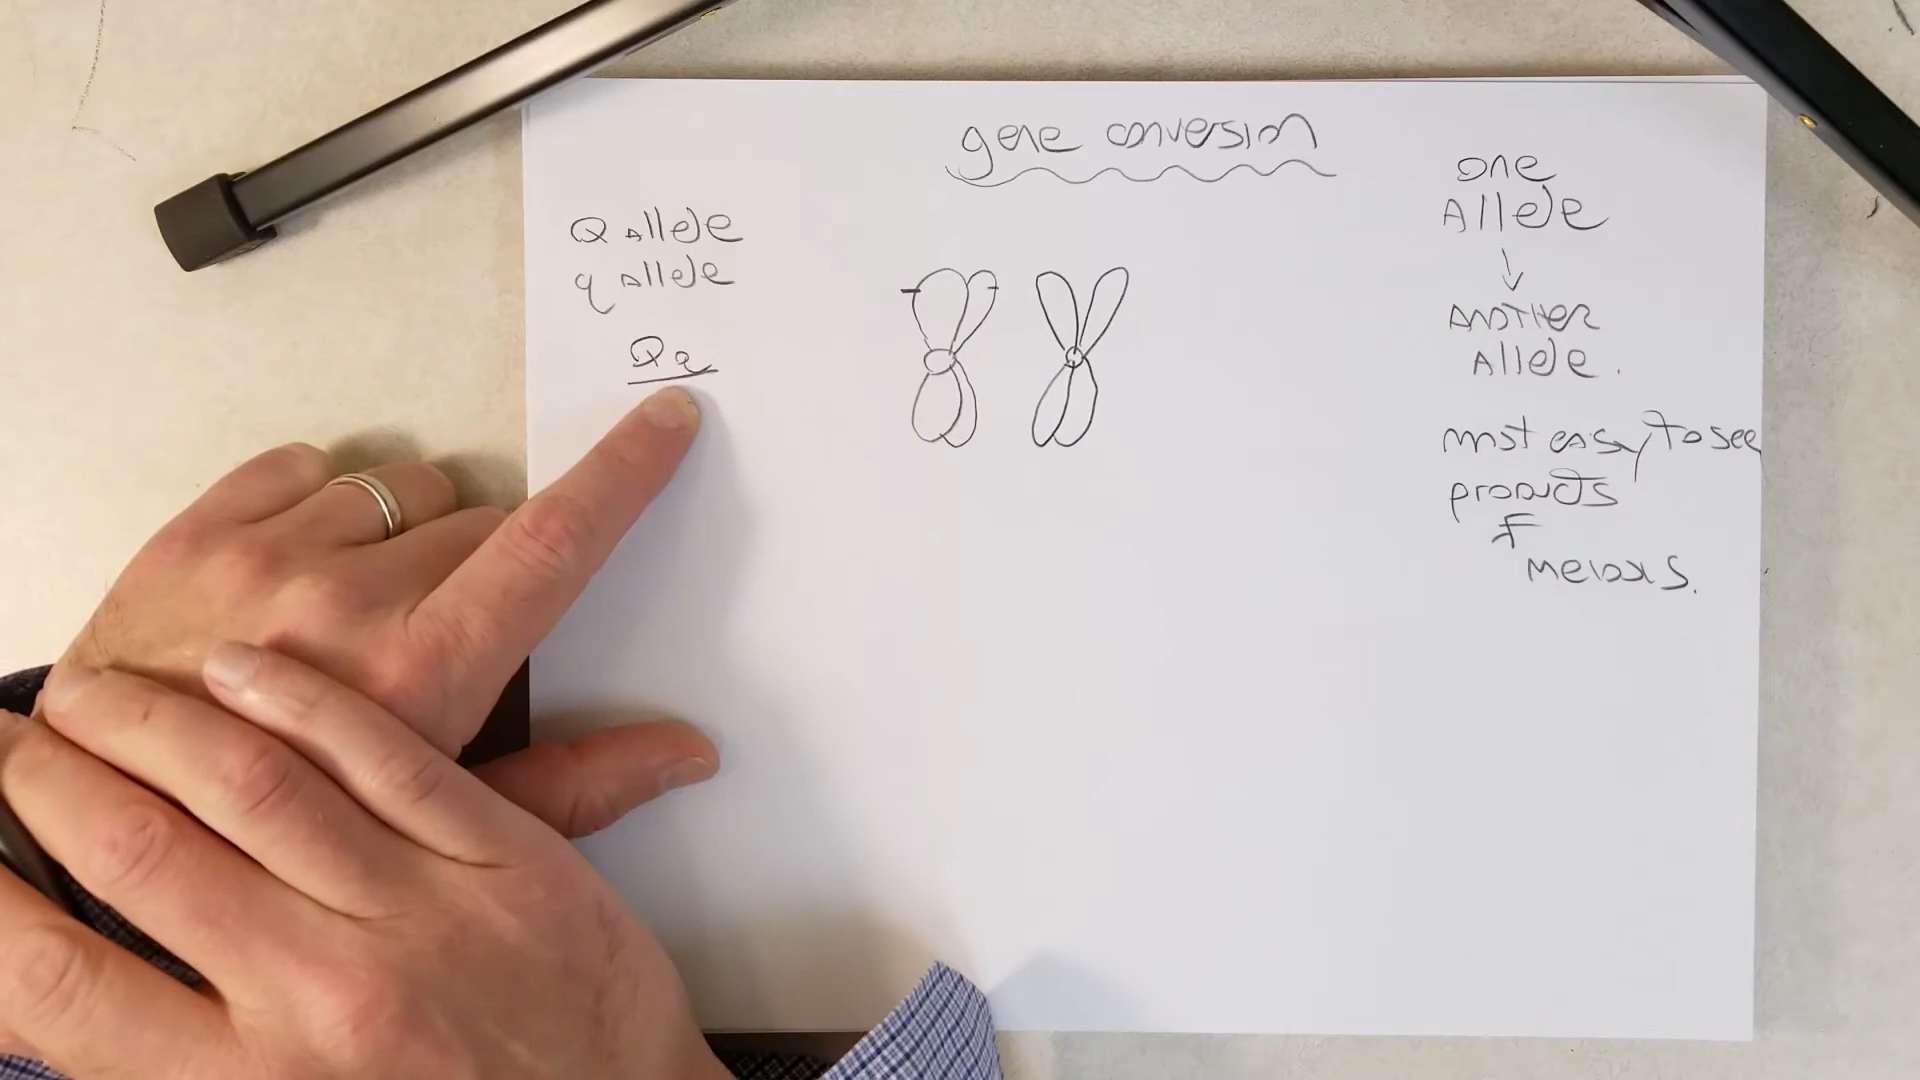 gene conversion
Q Allele
q allele
Qq
one
Allele
↓
ANOTHER
Allele.
most easy to see
products
of
meiosis.